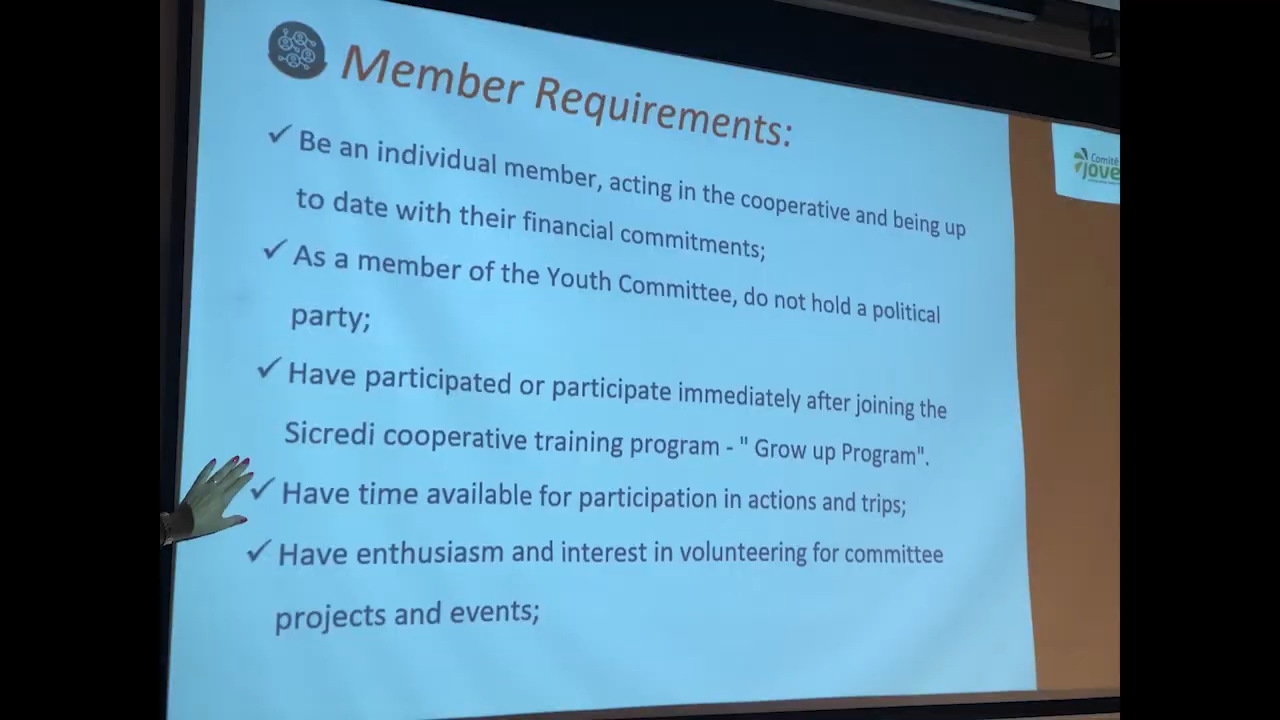 Member Requirements:
✓ Be an individual member, acting in the cooperative and being up
to date with their financial commitments;
✓ As a member of the Youth Committee, do not hold a political
party;
✓ Have participated or participate immediately after joining the
Sicredi cooperative training program - " Grow up Program".
✓ Have time available for participation in actions and trips;
✓ Have enthusiasm and interest in volunteering for committee
projects and events;
Comitê
jove